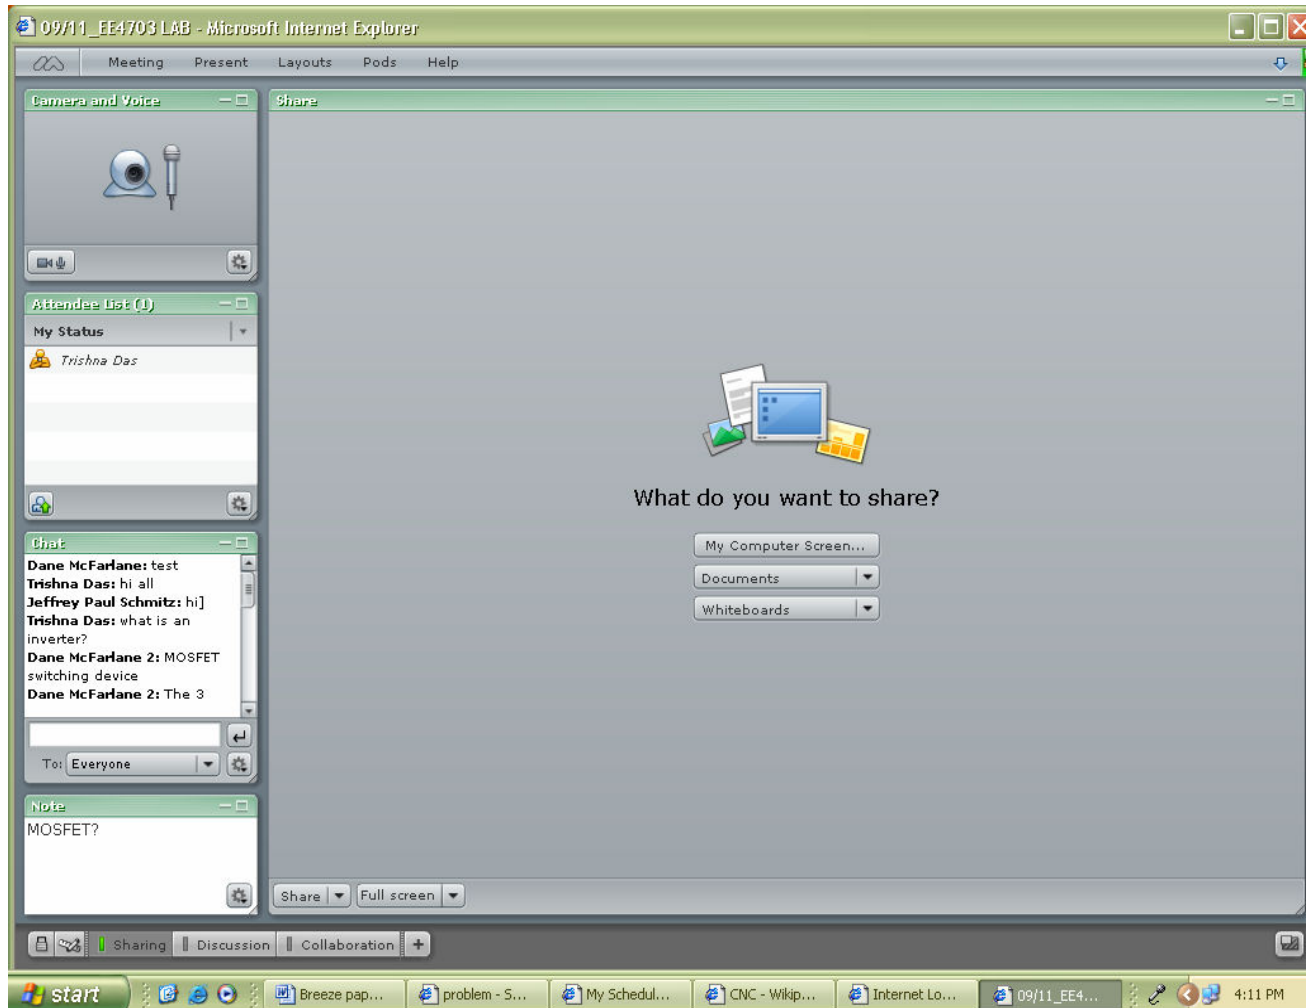 09/11_EE4703 LAB - Microsoft Internet Explorer
Meeting Present Layouts Pods Help
Camera and Voice
Attendee List (1)
My Status
Trishna Das
Chat
Dane McFarlane: test
Trishna Das: hi all
Jeffrey Paul Schmitz: hi]
Trishna Das: what is an
inverter?
Dane McFarlane 2: MOSFET
switching device
Dane McFarlane 2: The 3
To: Everyone
Note
MOSFET?
Share
What do you want to share?
My Computer Screen...
Documents
Whiteboards
Share Full screen
Sharing Discussion Collaboration +
start Breeze pap... problem - S... My Schedul... CNC - Wikip... Internet Lo... 09/11_EE4... 4:11 PM